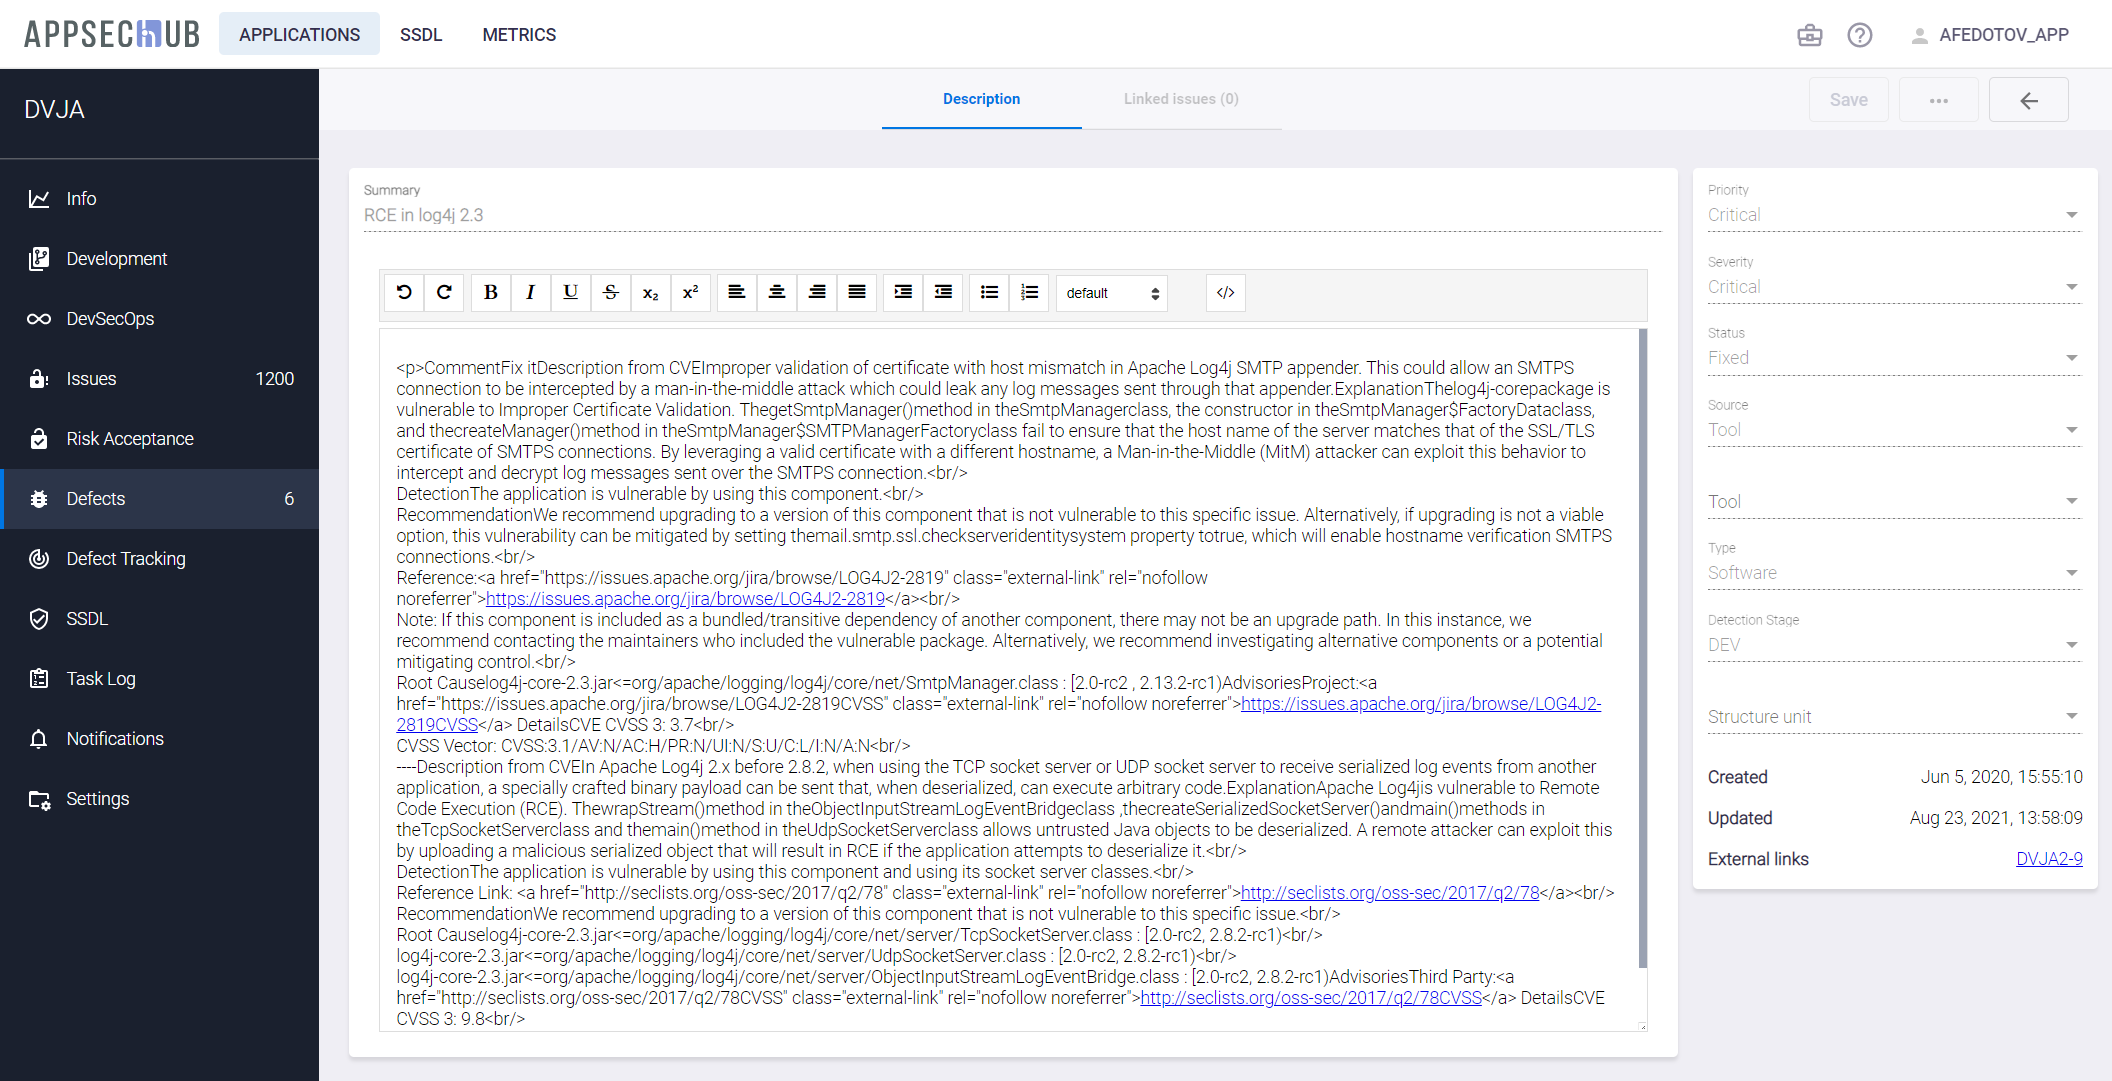 APPSECHUB
APPLICATIONS
SSDL
METRICS
AFEDOTOV_APP
DVJA
Info
Development
DevSecOps
Issues 1200
Risk Acceptance
Defects 6
Defect Tracking
SSDL
Task Log
Notifications
Settings
Description
Linked issues (0)
Save
Summary
RCE in log4j 2.3
B I U S x₂ x²
default
</>
<p>CommentFix itDescription from CVEImproper validation of certificate with host mismatch in Apache Log4j SMTP appender. This could allow an SMTPS
connection to be intercepted by a man-in-the-middle attack which could leak any log messages sent through that appender.ExplanationThelog4j-corepackage is
vulnerable to Improper Certificate Validation. ThegetSmtpManager()method in theSmtpManagerclass, the constructor in theSmtpManager$FactoryDataclass,
and thecreateManager()method in theSmtpManager$SMTPManagerFactoryclass fail to ensure that the host name of the server matches that of the SSL/TLS
certificate of SMTPS connections. By leveraging a valid certificate with a different hostname, a Man-in-the-Middle (MitM) attacker can exploit this behavior to
intercept and decrypt log messages sent over the SMTPS connection.<br/>
DetectionThe application is vulnerable by using this component.<br/>
RecommendationWe recommend upgrading to a version of this component that is not vulnerable to this specific issue. Alternatively, if upgrading is not a viable
option, this vulnerability can be mitigated by setting themail.smtp.ssl.checkserveridentitysystem property totrue, which will enable hostname verification SMTPS
connections.<br/>
Reference:<a href="https://issues.apache.org/jira/browse/LOG4J2-2819" class="external-link" rel="nofollow
noreferrer">https://issues.apache.org/jira/browse/LOG4J2-2819</a><br/>
Note: If this component is included as a bundled/transitive dependency of another component, there may not be an upgrade path. In this instance, we
recommend contacting the maintainers who included the vulnerable package. Alternatively, we recommend investigating alternative components or a potential
mitigating control.<br/>
Root Causelog4j-core-2.3.jar<=org/apache/logging/log4j/core/net/SmtpManager.class : [2.0-rc2 , 2.13.2-rc1)AdvisoriesProject:<a
href="https://issues.apache.org/jira/browse/LOG4J2-2819CVSS" class="external-link" rel="nofollow noreferrer">https://issues.apache.org/jira/browse/LOG4J2-
2819CVSS</a> DetailsCVE CVSS 3: 3.7<br/>
CVSS Vector: CVSS:3.1/AV:N/AC:H/PR:N/UI:N/S:U/C:L/I:N/A:N<br/>
----Description from CVEIn Apache Log4j 2.x before 2.8.2, when using the TCP socket server or UDP socket server to receive serialized log events from another
application, a specially crafted binary payload can be sent that, when deserialized, can execute arbitrary code.ExplanationApache Log4jis vulnerable to Remote
Code Execution (RCE). ThewrapStream()method in theObjectInputStreamLogEventBridgeclass ,thecreateSerializedSocketServer()andmain()methods in
theTcpSocketServerclass and themain()method in theUdpSocketServerclass allows untrusted Java objects to be deserialized. A remote attacker can exploit this
by uploading a malicious serialized object that will result in RCE if the application attempts to deserialize it.<br/>
DetectionThe application is vulnerable by using this component and using its socket server classes.<br/>
Reference Link: <a href="http://seclists.org/oss-sec/2017/q2/78" class="external-link" rel="nofollow noreferrer">http://seclists.org/oss-sec/2017/q2/78</a><br/>
RecommendationWe recommend upgrading to a version of this component that is not vulnerable to this specific issue.<br/>
Root Causelog4j-core-2.3.jar<=org/apache/logging/log4j/core/net/server/TcpSocketServer.class : [2.0-rc2, 2.8.2-rc1)<br/>
log4j-core-2.3.jar<=org/apache/logging/log4j/core/net/server/UdpSocketServer.class : [2.0-rc2, 2.8.2-rc1)<br/>
log4j-core-2.3.jar<=org/apache/logging/log4j/core/net/server/ObjectInputStreamLogEventBridge.class : [2.0-rc2, 2.8.2-rc1)AdvisoriesThird Party:<a
href="http://seclists.org/oss-sec/2017/q2/78CVSS" class="external-link" rel="nofollow noreferrer">http://seclists.org/oss-sec/2017/q2/78CVSS</a> DetailsCVE
CVSS 3: 9.8<br/>
Priority
Critical
Severity
Critical
Status
Fixed
Source
Tool
Tool
Type
Software
Detection Stage
DEV
Structure unit
Created Jun 5, 2020, 15:55:10
Updated Aug 23, 2021, 13:58:09
External links DVJA2-9